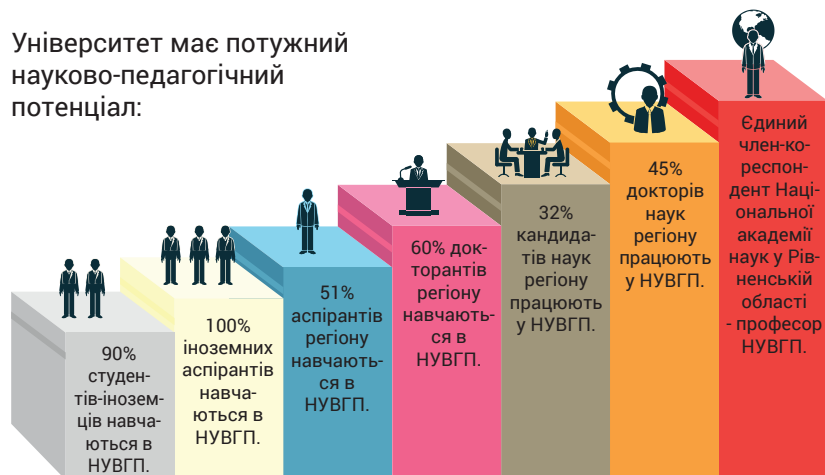 Університет має потужний
науково-педагогічний
потенціал:
90%
студен-
тів-інозем-
ців навча-
ються в
НУВГП.
100%
іноземних
аспірантів
навча-
ються в
НУВГП.
51%
аспірантів
регіону
навчають-
ся в
НУВГП.
60% док-
торантів
регіону
навчають-
ся в
НУВГП.
32%
кандида-
тів наук
регіону
працюють
у НУВГП.
45%
докторів
наук
регіону
працюють
у НУВГП.
Єдиний
член-ко-
респон-
дент Наці-
ональної
академії
наук у Рів-
ненській
області
- професор
НУВГП.